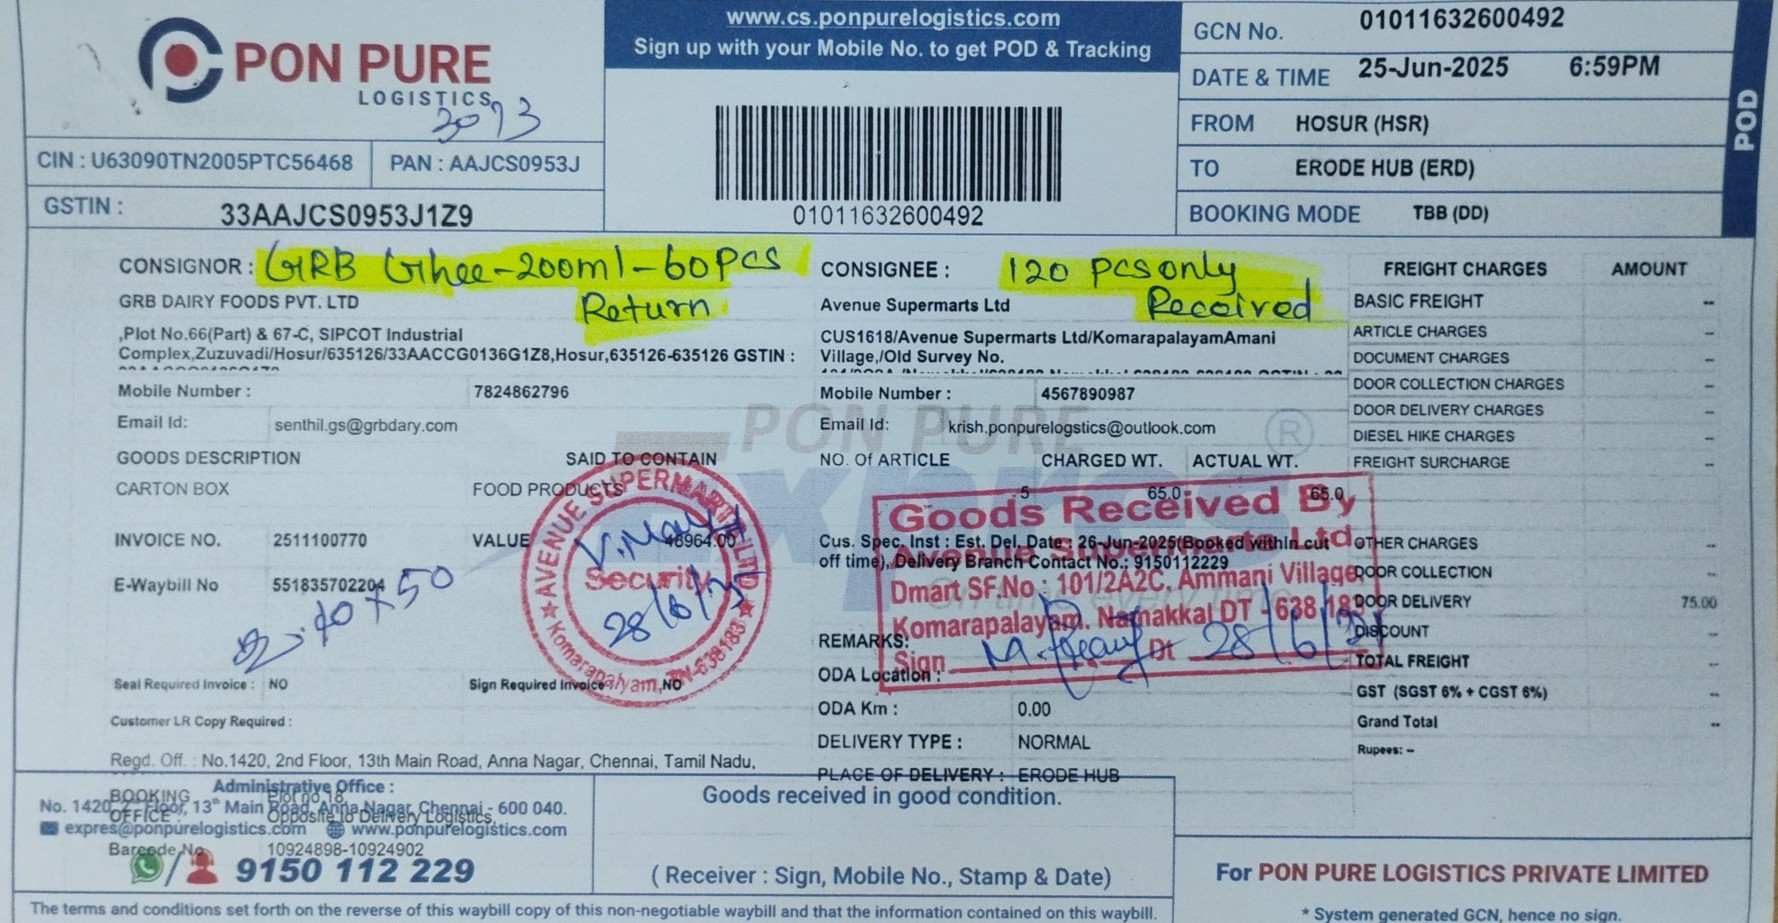 PON PURE
LOGISTICS
3073
www.cs.ponpurelogistics.com
Sign up with your Mobile No. to get POD & Tracking
01011632600492
GCN No. 01011632600492
DATE & TIME 25-Jun-2025 6:59PM
FROM HOSUR (HSR)
TO ERODE HUB (ERD)
BOOKING MODE TBB (DD)
POD
CIN : U63090TN2005PTC56468 PAN : AAJCS0953J
GSTIN : 33AAJCS0953J1Z9
CONSIGNOR : GRB Ghee-200ml-60pcs
Return
GRB DAIRY FOODS PVT. LTD
,Plot No.66(Part) & 67-C, SIPCOT Industrial
Complex,Zuzuvadi/Hosur/635126/33AACCG0136G1Z8,Hosur,635126-635126 GSTIN :
Mobile Number : 7824862796
Email Id: senthil.gs@grbdary.com
GOODS DESCRIPTION SAID TO CONTAIN
CARTON BOX FOOD PRODUCTS
INVOICE NO. 2511100770 VALUE 48964.00
E-Waybill No 551835702204
Seal Required Invoice : NO Sign Required Invoice NO
Customer LR Copy Required :
Regd. Off. : No.1420, 2nd Floor, 13th Main Road, Anna Nagar, Chennai, Tamil Nadu,
AVENUE SUPERMARTS LTD
Security
Komarapalyam, TN-638183
28/6/25
CONSIGNEE : 120 pcs only
Received
Avenue Supermarts Ltd
CUS1618/Avenue Supermarts Ltd/KomarapalayamAmani
Village,/Old Survey No.
Mobile Number : 4567890987
Email Id: krish.ponpurelogstics@outlook.com
NO. Of ARTICLE CHARGED WT. ACTUAL WT.
5 65.0 65.0
Cus. Spec. Inst : Est. Del. Date : 26-Jun-2025(Booked within cut
off time), Delivery Branch Contact No.: 9150112229
REMARKS:
ODA Location :
ODA Km : 0.00
DELIVERY TYPE : NORMAL
PLACE OF DELIVERY : ERODE HUB
PON PURE
expres
Goods Received By
Avenue Supermarts Ltd
Dmart SF.No : 101/2A2C, Ammani Village,
Komarapalayam. Namakkal DT - 638 183
Sign Dt 28/6/25
FREIGHT CHARGES AMOUNT
BASIC FREIGHT --
ARTICLE CHARGES --
DOCUMENT CHARGES --
DOOR COLLECTION CHARGES --
DOOR DELIVERY CHARGES --
DIESEL HIKE CHARGES --
FREIGHT SURCHARGE --
OTHER CHARGES --
DOOR COLLECTION --
DOOR DELIVERY 75.00
DISCOUNT --
TOTAL FREIGHT --
GST (SGST 6% + CGST 6%) --
Grand Total --
Rupees: --
BOOKING Plot no 18,
OFFICE : Opposite to Delivery Logistics,
Barcode No 10924898-10924902
Administrative Office :
No. 1420, 2nd Floor, 13th Main Road, Anna Nagar, Chennai - 600 040.
expres@ponpurelogistics.com www.ponpurelogistics.com
9150 112 229
Goods received in good condition.
( Receiver : Sign, Mobile No., Stamp & Date)
For PON PURE LOGISTICS PRIVATE LIMITED
* System generated GCN, hence no sign.
The terms and conditions set forth on the reverse of this waybill copy of this non-negotiable waybill and that the information contained on this waybill.